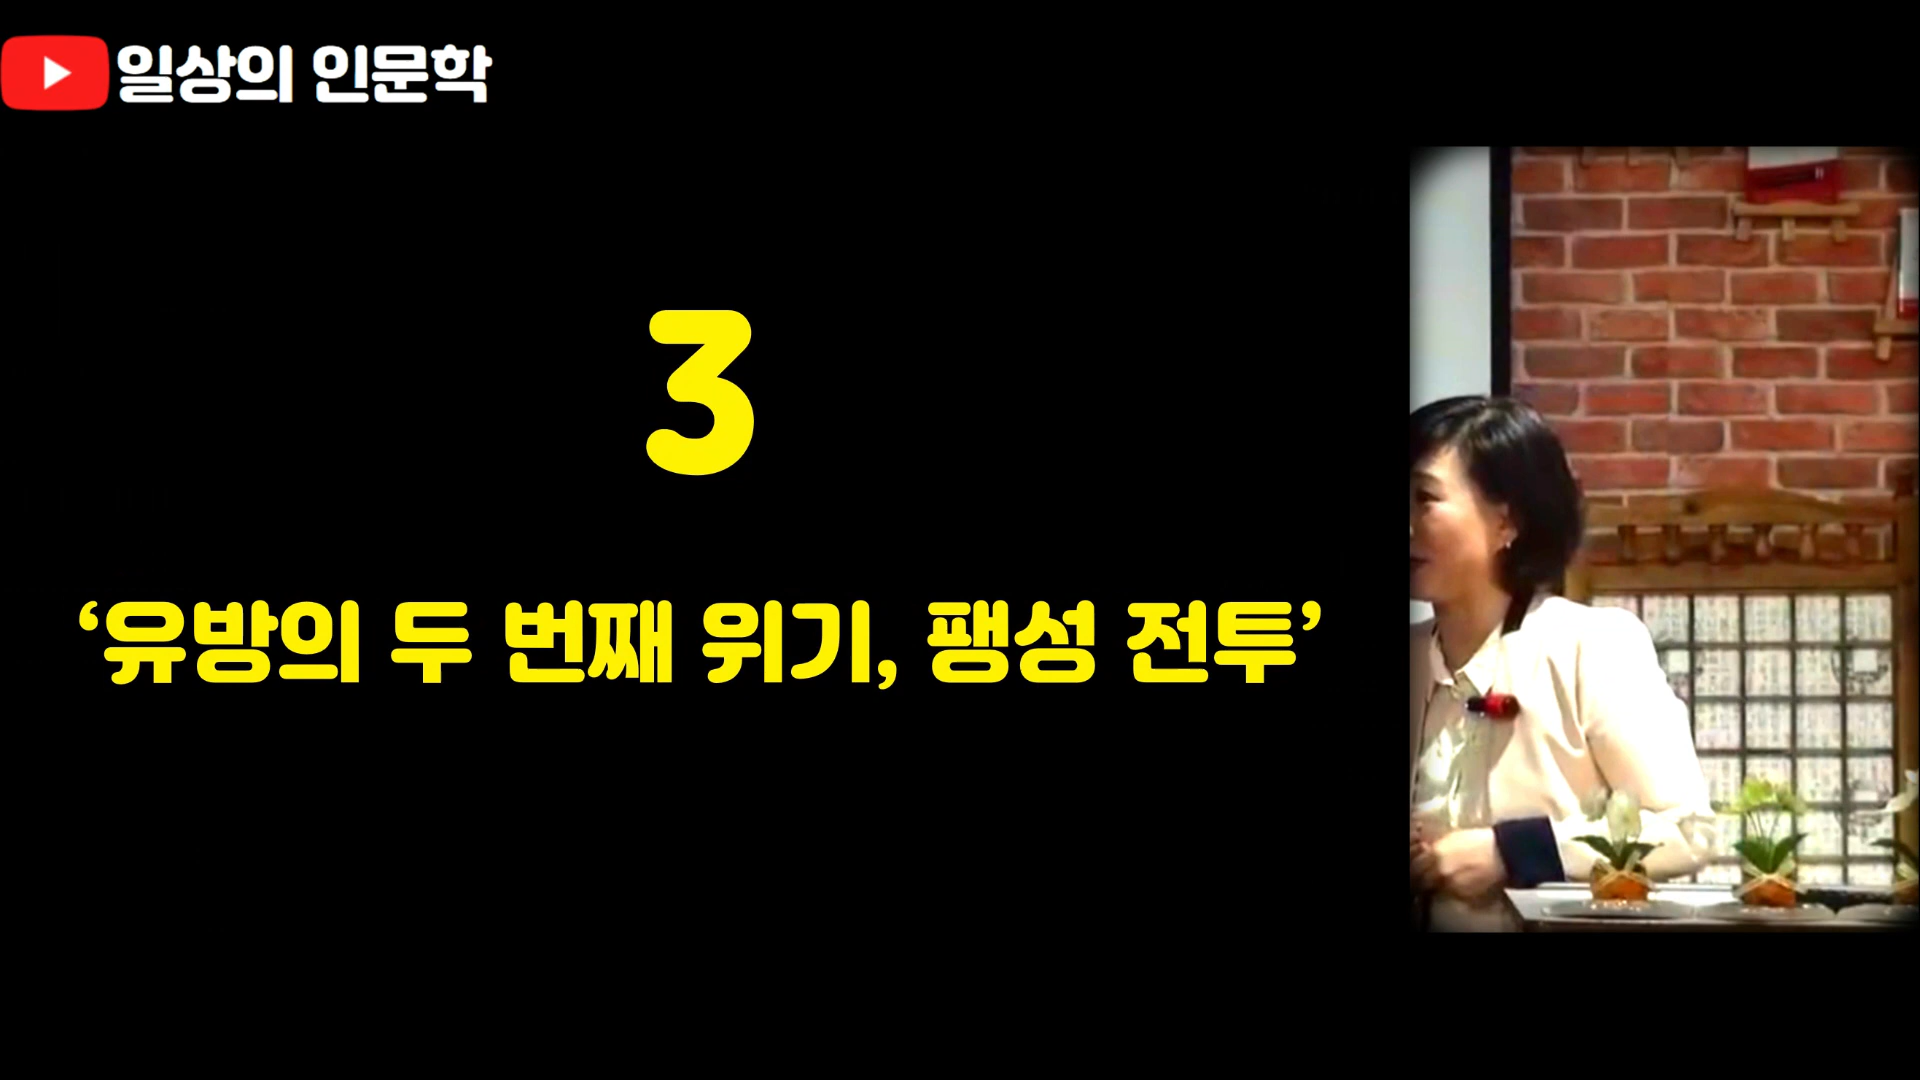 일상의 인문학
3
‘유방의 두 번째 위기, 팽성 전투’